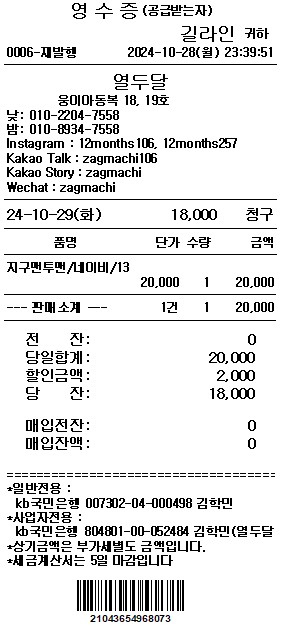 영 수 증 (공급받는자)
길라인 귀하
0006-재발행 2024-10-28(월) 23:39:51
열두달
웅이아동복 18, 19호
낮: 010-2204-7558
밤: 010-8934-7558
Instagram : 12months106, 12months257
Kakao Talk : zagmachi106
Kakao Story : zagmachi
Wechat : zagmachi
24-10-29(화) 18,000 청구
품명 단가 수량 금액
지구맨투맨/네이비/13
20,000 1 20,000
--- 판매소계 --- 1건 1 20,000
전 잔: 0
당일합계: 20,000
할인금액: 2,000
당 잔: 18,000
매입전잔: 0
매입잔액: 0
=====================================
*일반전용 :
kb국민은행 007302-04-000498 김학민
*사업자전용 :
kb국민은행 804801-00-052484 김학민(열두달
*상기금액은 부가세별도 금액입니다.
*세금계산서는 5일 마감입니다
21043654968073